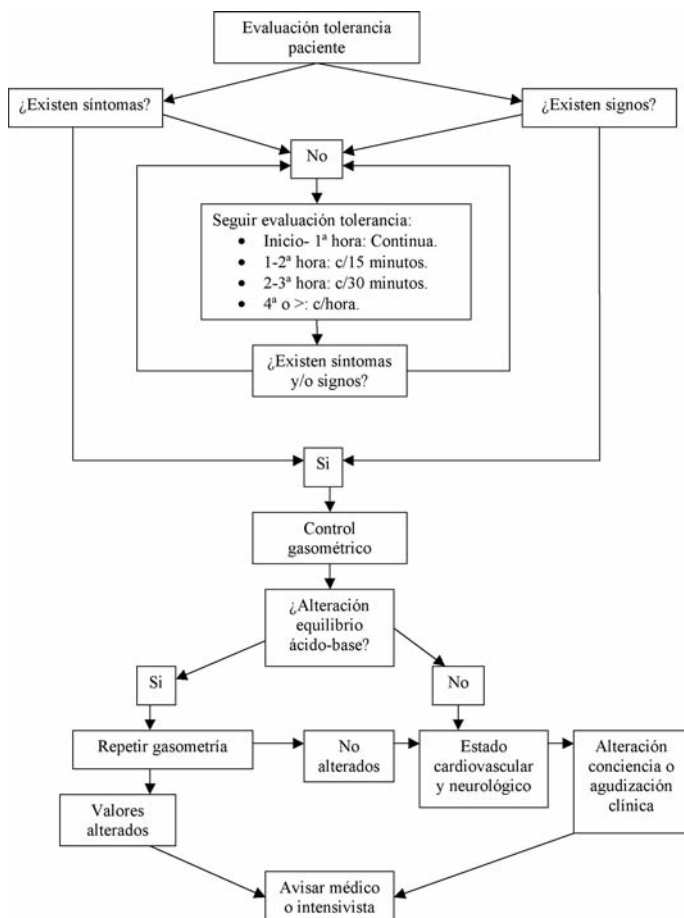 Evaluación tolerancia
paciente
¿Existen síntomas?
¿Existen signos?
No
Seguir evaluación tolerancia:
• Inicio- 1ª hora: Continua.
• 1-2ª hora: c/15 minutos.
• 2-3ª hora: c/30 minutos.
• 4ª o >: c/hora.
¿Existen síntomas
y/o signos?
Si
Control
gasométrico
¿Alteración
equilibrio
ácido-base?
Si
No
Repetir gasometría
No
alterados
Estado
cardiovascular
y neurológico
Alteración
conciencia o
agudización
clínica
Valores
alterados
Avisar médico
o intensivista